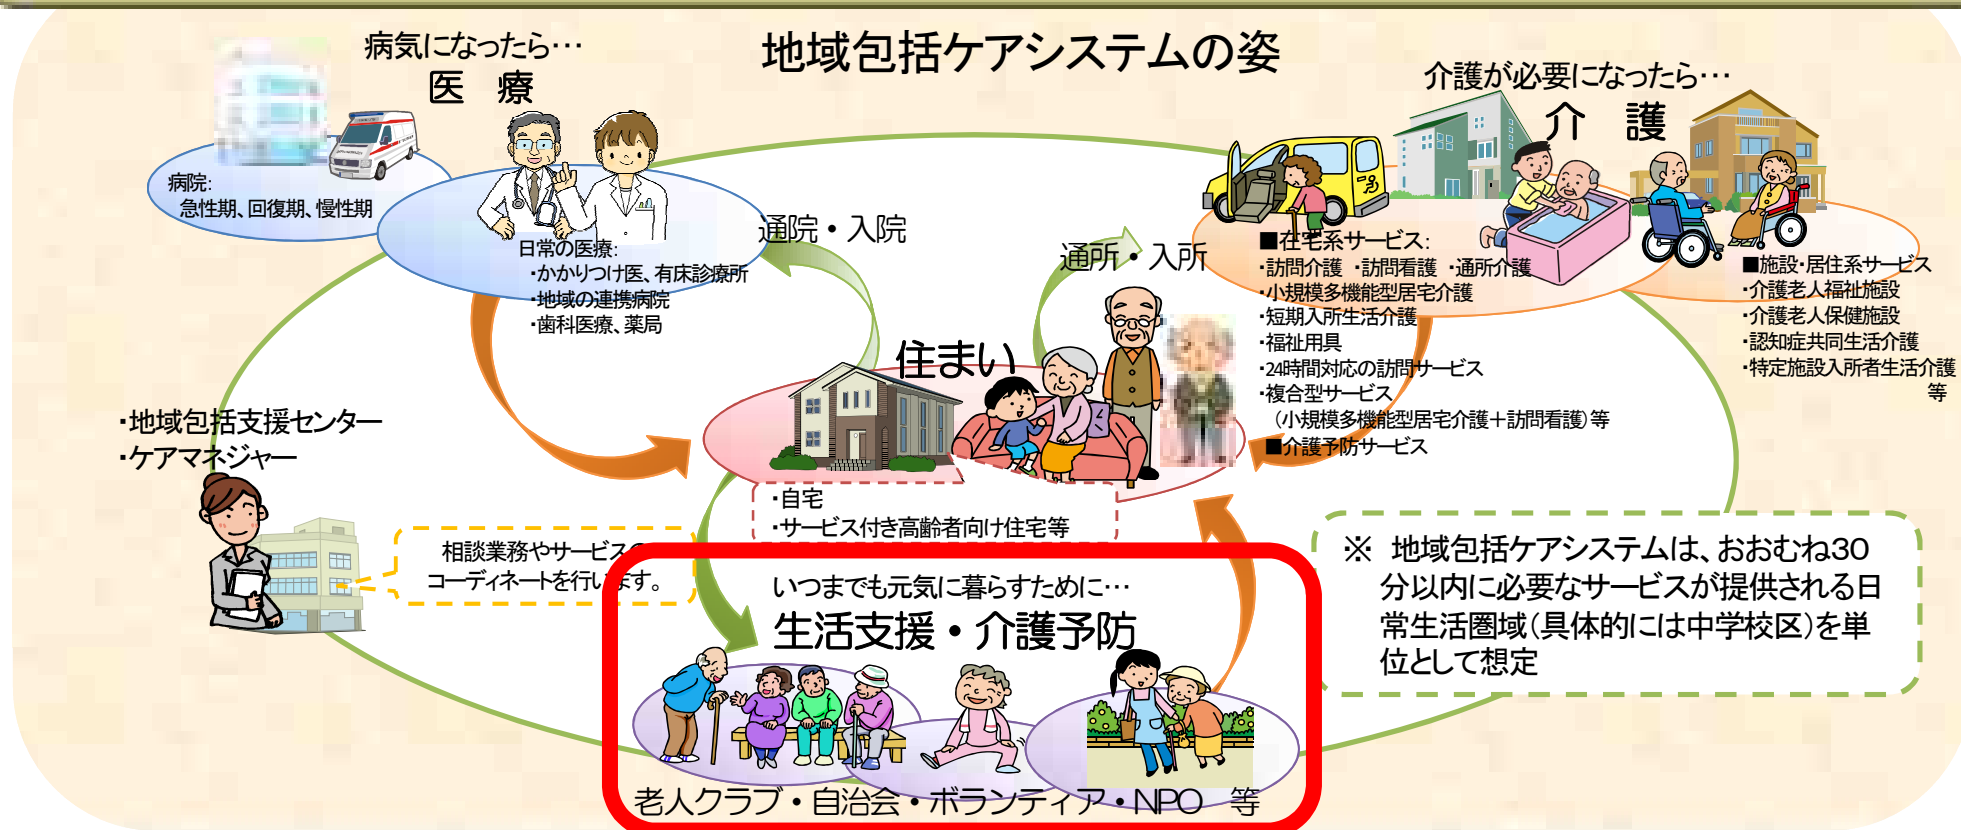 地域包括ケアシステムの姿
病気になったら…
医 療
病院:
急性期、回復期、慢性期
日常の医療:
・かかりつけ医、有床診療所
・地域の連携病院
・歯科医療、薬局
通院・入院
通所・入所
介護が必要になったら…
介 護
■在宅系サービス:
・訪問介護 ・訪問看護 ・通所介護
・小規模多機能型居宅介護
・短期入所生活介護
・福祉用具
・24時間対応の訪問サービス
・複合型サービス
（小規模多機能型居宅介護＋訪問看護）等
■介護予防サービス
■施設・居住系サービス
・介護老人福祉施設
・介護老人保健施設
・認知症共同生活介護
・特定施設入所者生活介護
等
住まい
・自宅
・サービス付き高齢者向け住宅等
・地域包括支援センター
・ケアマネジャー
相談業務やサービスの
コーディネートを行います。
いつまでも元気に暮らすために…
生活支援・介護予防
老人クラブ・自治会・ボランティア・NPO 等
※ 地域包括ケアシステムは、おおむね30
分以内に必要なサービスが提供される日
常生活圏域（具体的には中学校区）を単
位として想定